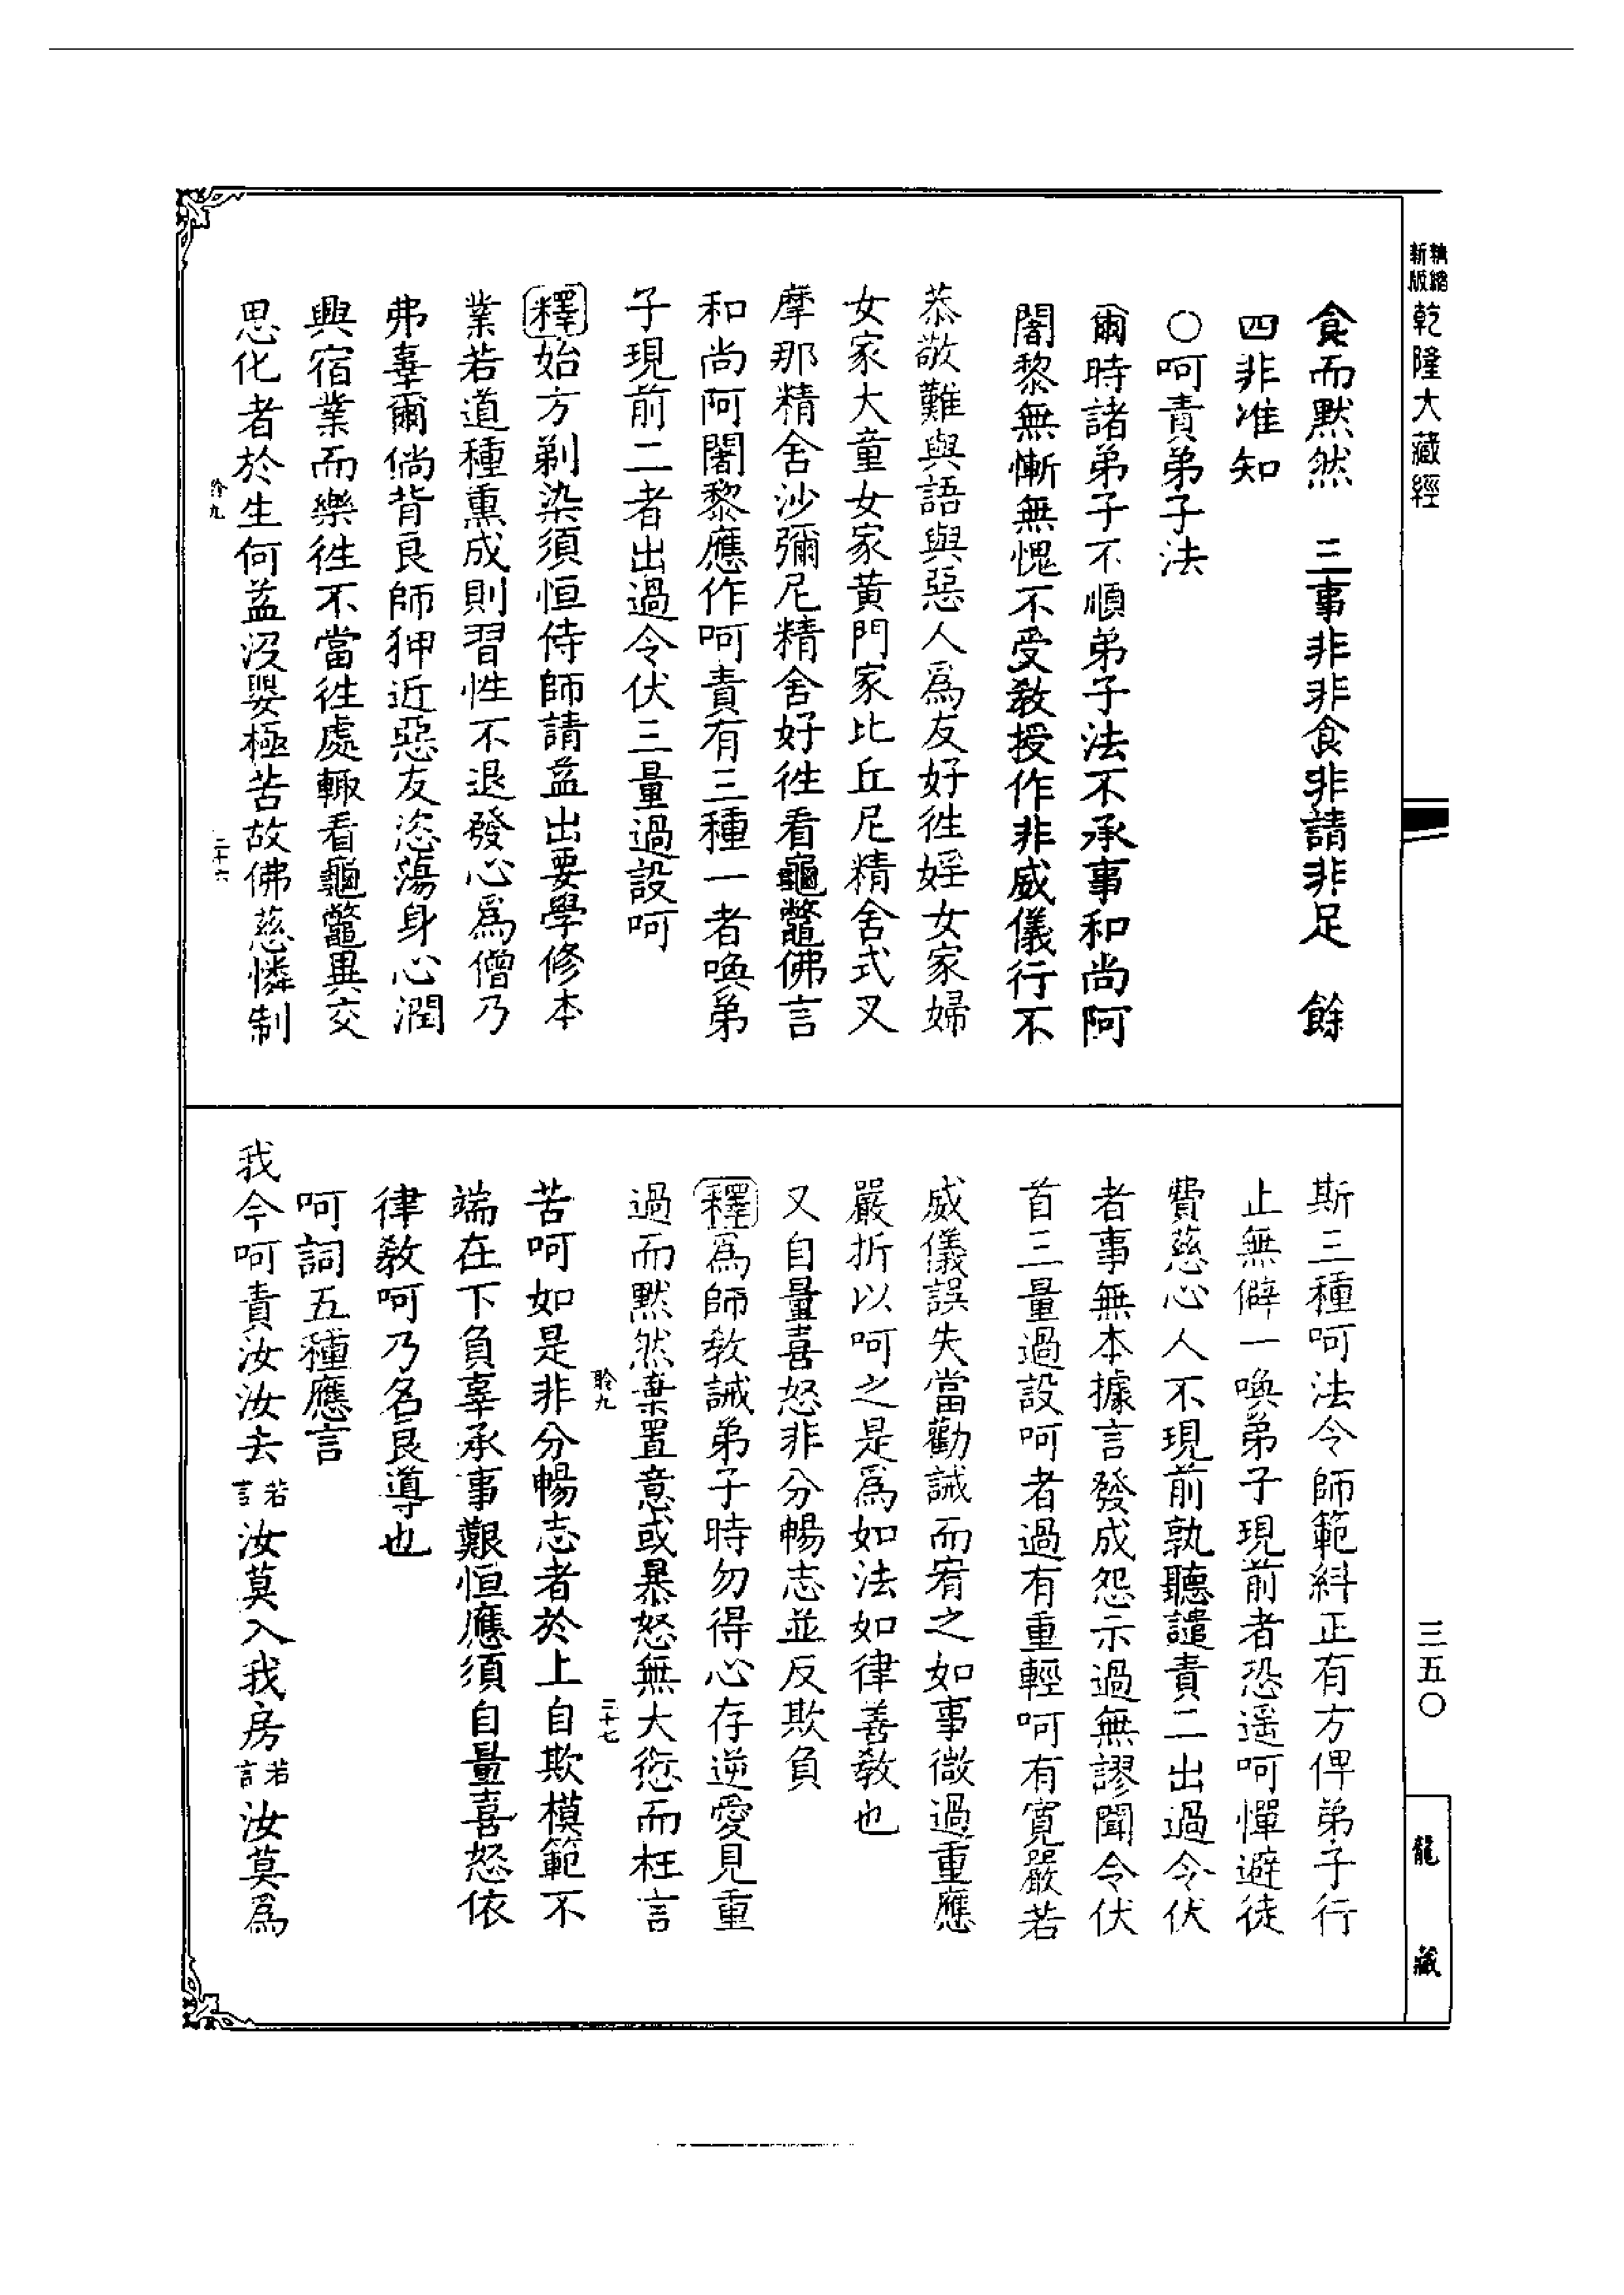 新縮版精 乾隆大藏經
食而默然　三事非非食非請非足　餘
四非准知
○呵責弟子法
爾時諸弟子不順弟子法不承事和尚阿
闍黎無慚無愧不受敎授作非威儀行不
恭敬難與語與惡人爲友好徃婬女家婦
女家大童女家黄門家比丘尼精舍式叉
摩那精舍沙彌尼精舍好徃看龜鼈佛言
和尚阿闍黎應作呵責有三種一者喚弟
子現前二者出過令伏三量過設呵
釋始方剃染須恒侍師請益出要學修本
業若道種熏成則習性不退發心爲僧乃
弗辜爾倘背良師狎近惡友恣蕩身心潤
興宿業而樂徃不當徃處輙看龜鼈異交
思化者於生何益沒嬰極苦故佛慈憐制
聆九
二十六
斯三種呵法令師範糾正有方俾弟子行
止無僻一喚弟子現前者恐遥呵憚避徒
費慈心人不現前孰聽譴責二出過令伏
者事無本據言發成怨示過無謬聞令伏
首三量過設呵者過有重輕呵有寛嚴若
威儀誤失當勸誡而宥之如事微過重應
嚴折以呵之是爲如法如律善敎也
又自量喜怒非分暢志並反欺負
釋爲師敎誡弟子時勿得心存逆愛見重
過而默然棄置意或暴怒無大愆而枉言
聆九
二十七
苦呵如是非分暢志者於上自欺模範不
端在下負辜承事艱恒應須自量喜怒依
律敎呵乃名良導也
呵詞五種應言
我今呵責汝汝去若言汝莫入我房若言汝莫爲
三五〇
龍藏